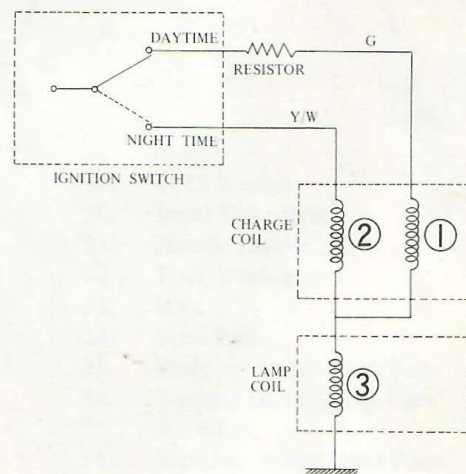 DAYTIME
G
RESISTOR
Y/W
NIGHT TIME
IGNITION SWITCH
CHARGE
COIL
②
①
LAMP
COIL
③